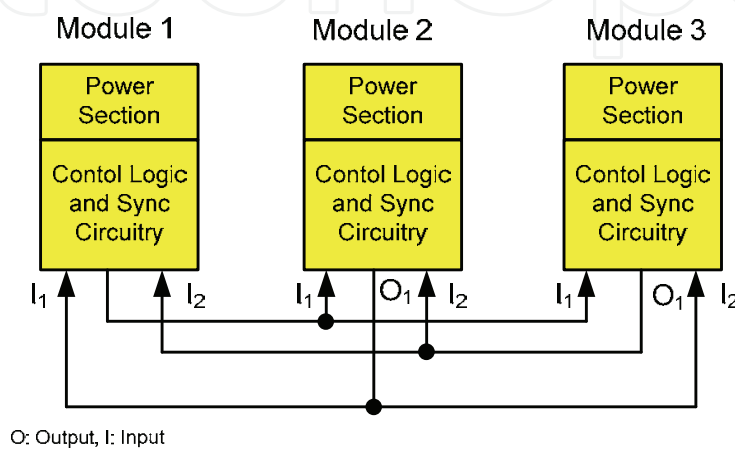 Module 1
Module 2
Module 3
Power
Section
Contol Logic
and Sync
Circuitry
Power
Section
Contol Logic
and Sync
Circuitry
Power
Section
Contol Logic
and Sync
Circuitry
I₁
I₂
I₁
O₁
I₂
I₁
O₁
I₂
O: Output, I: Input